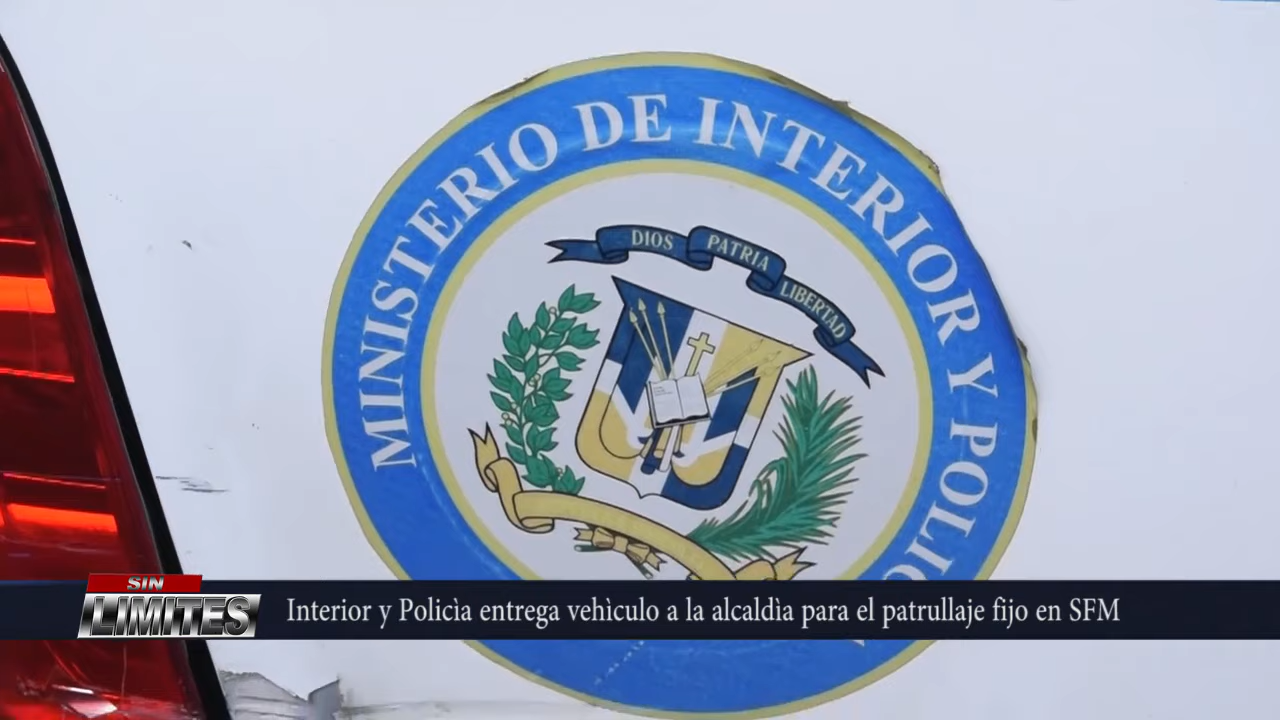 MINISTERIO DE INTERIOR Y POLIC
DIOS PATRIA LIBERTAD
SIN
LIMITES
Interior y Policìa entrega vehìculo a la alcaldìa para el patrullaje fijo en SFM